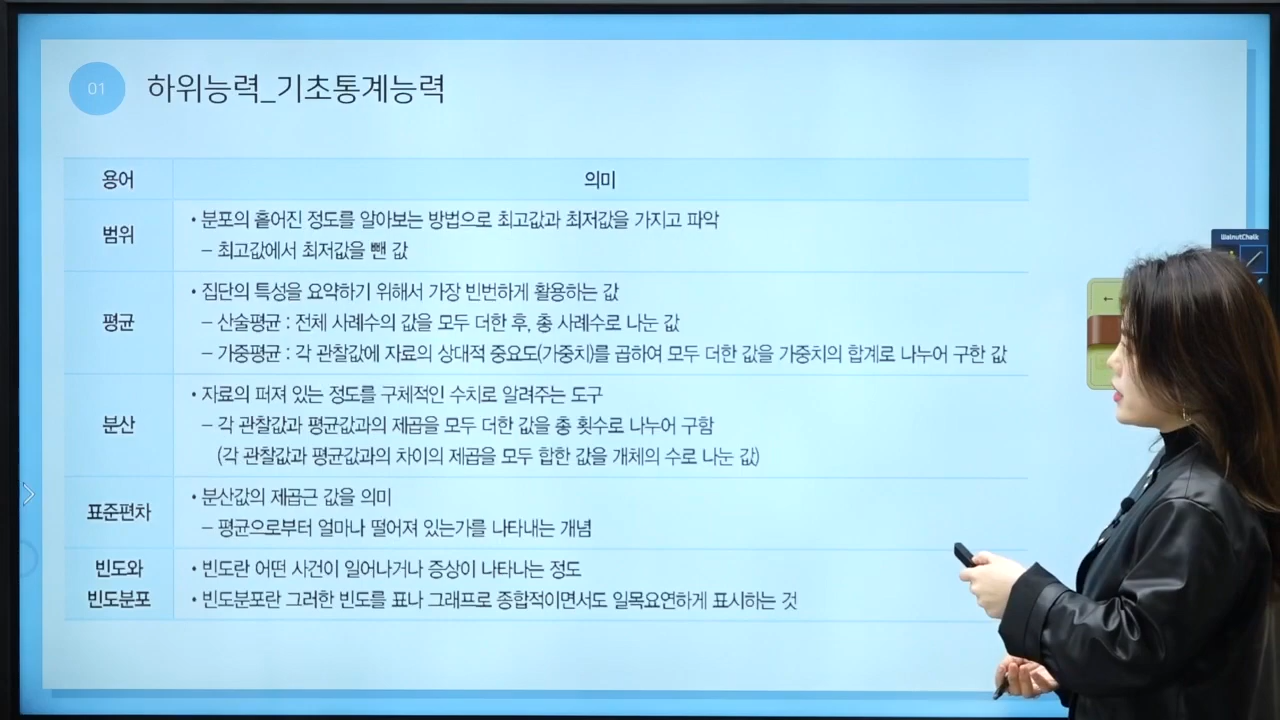 01
하위능력_기초통계능력
용어
의미
범위
• 분포의 흩어진 정도를 알아보는 방법으로 최고값과 최저값을 가지고 파악
– 최고값에서 최저값을 뺀 값
평균
• 집단의 특성을 요약하기 위해서 가장 빈번하게 활용하는 값
– 산술평균 : 전체 사례수의 값을 모두 더한 후, 총 사례수로 나눈 값
– 가중평균 : 각 관찰값에 자료의 상대적 중요도(가중치)를 곱하여 모두 더한 값을 가중치의 합계로 나누어 구한 값
분산
• 자료의 퍼져 있는 정도를 구체적인 수치로 알려주는 도구
– 각 관찰값과 평균값과의 제곱을 모두 더한 값을 총 횟수로 나누어 구함
(각 관찰값과 평균값과의 차이의 제곱을 모두 합한 값을 개체의 수로 나눈 값)
표준편차
• 분산값의 제곱근 값을 의미
– 평균으로부터 얼마나 떨어져 있는가를 나타내는 개념
빈도와
빈도분포
• 빈도란 어떤 사건이 일어나거나 증상이 나타나는 정도
• 빈도분포란 그러한 빈도를 표나 그래프로 종합적이면서도 일목요연하게 표시하는 것
WalnutChalk